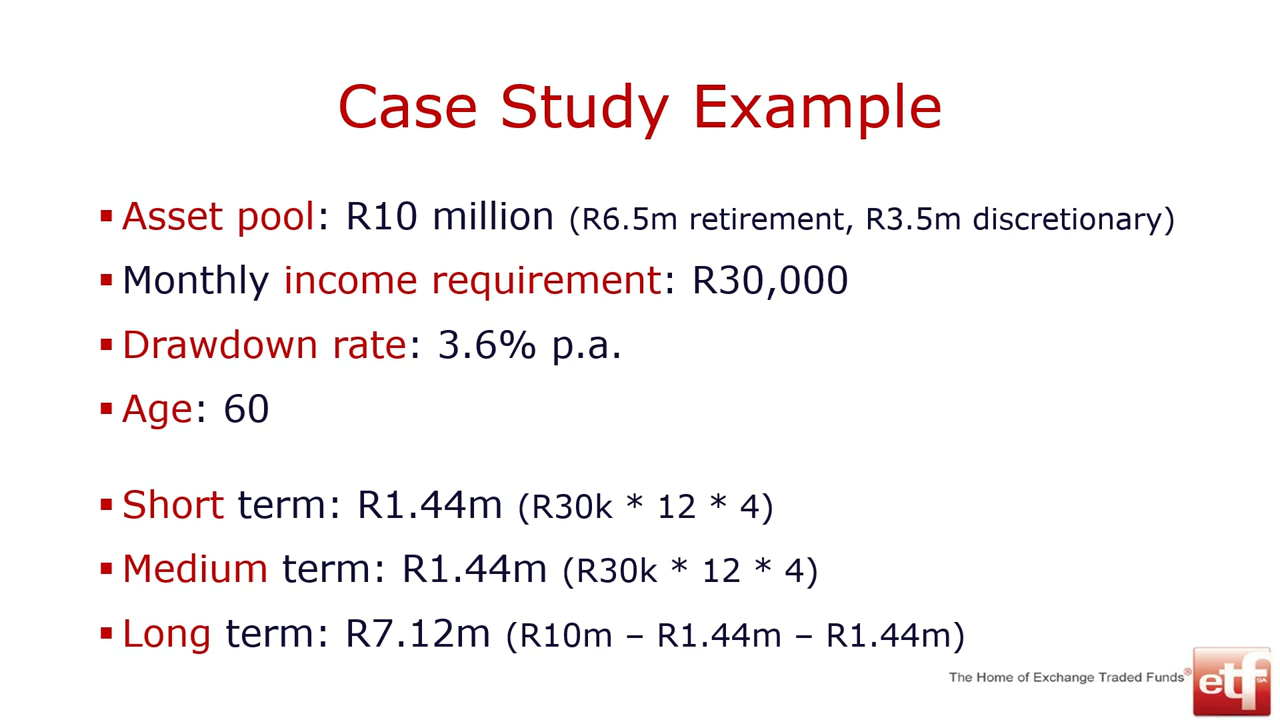 Case Study Example
▪ Asset pool: R10 million (R6.5m retirement, R3.5m discretionary)
▪ Monthly income requirement: R30,000
▪ Drawdown rate: 3.6% p.a.
▪ Age: 60
▪ Short term: R1.44m (R30k * 12 * 4)
▪ Medium term: R1.44m (R30k * 12 * 4)
▪ Long term: R7.12m (R10m – R1.44m – R1.44m)
The Home of Exchange Traded Funds®
etf SA